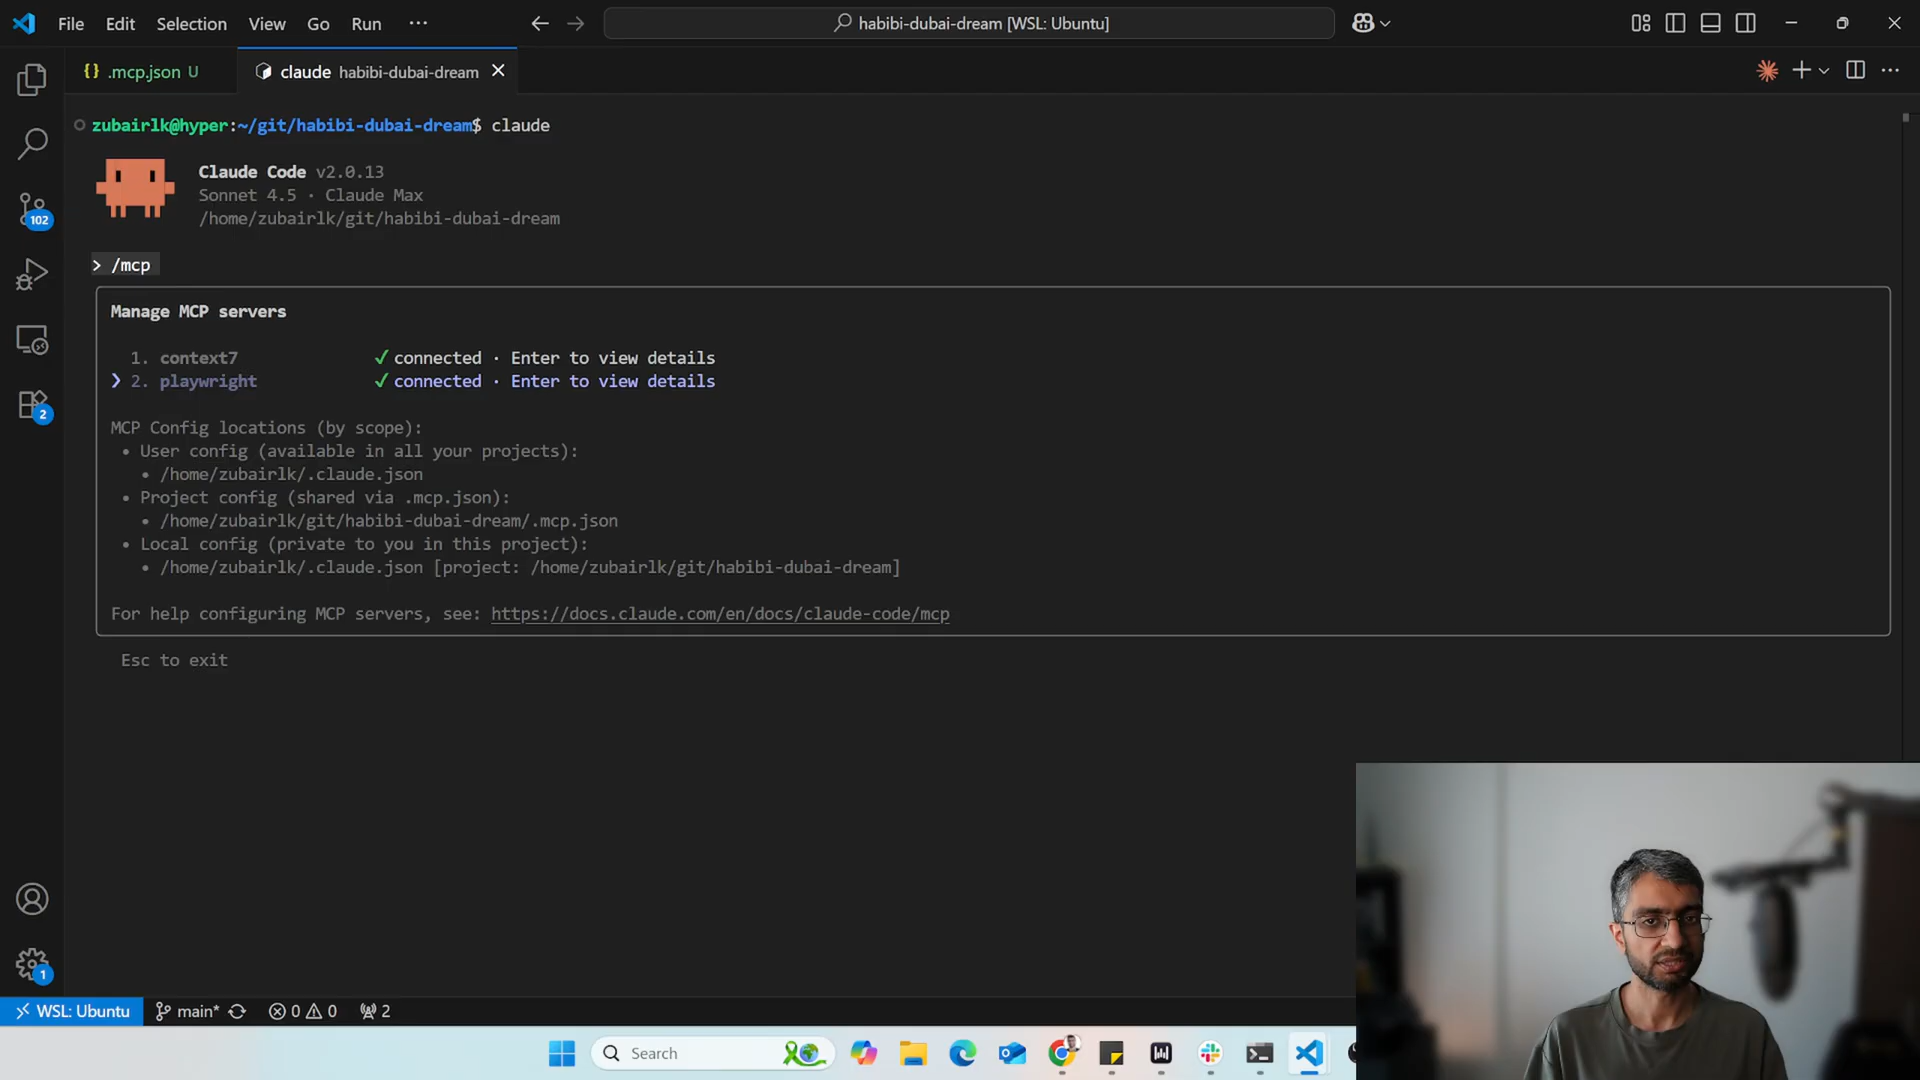 File Edit Selection View Go Run ··· habibi-dubai-dream [WSL: Ubuntu]
{} .mcp.json U claude habibi-dubai-dream
zubairlk@hyper:~/git/habibi-dubai-dream$ claude
Claude Code v2.0.13
Sonnet 4.5 · Claude Max
/home/zubairlk/git/habibi-dubai-dream
102
> /mcp
Manage MCP servers
1. context7 ✓ connected · Enter to view details
❯ 2. playwright ✓ connected · Enter to view details
2
MCP Config locations (by scope):
• User config (available in all your projects):
• /home/zubairlk/.claude.json
• Project config (shared via .mcp.json):
• /home/zubairlk/git/habibi-dubai-dream/.mcp.json
• Local config (private to you in this project):
• /home/zubairlk/.claude.json [project: /home/zubairlk/git/habibi-dubai-dream]
For help configuring MCP servers, see: https://docs.claude.com/en/docs/claude-code/mcp
Esc to exit
1
WSL: Ubuntu main* 0 0 2
Search